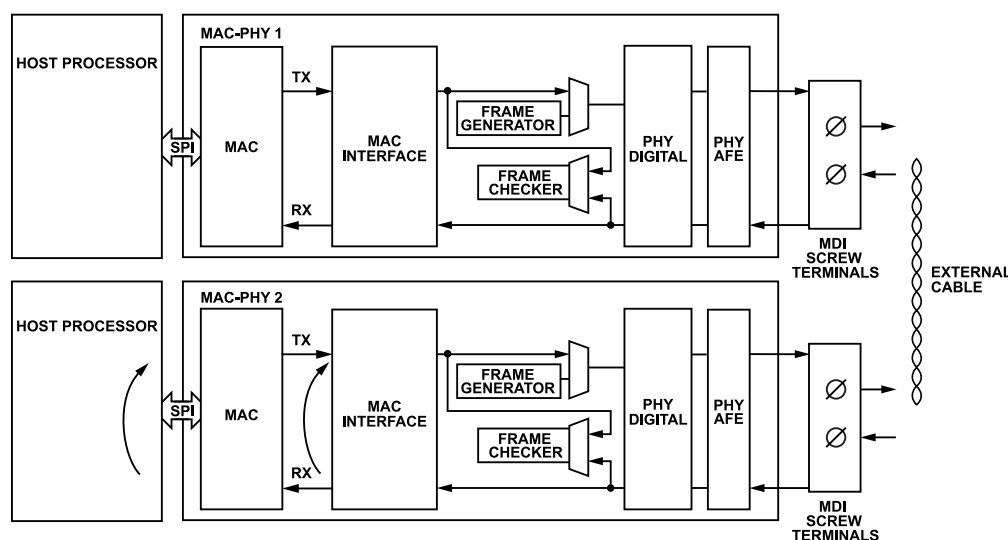 HOST PROCESSOR
MAC-PHY 1
SPI
MAC
TX
RX
MAC
INTERFACE
FRAME
GENERATOR
FRAME
CHECKER
PHY
DIGITAL
PHY
AFE
MDI
SCREW
TERMINALS
EXTERNAL
CABLE
HOST PROCESSOR
MAC-PHY 2
SPI
MAC
TX
RX
MAC
INTERFACE
FRAME
GENERATOR
FRAME
CHECKER
PHY
DIGITAL
PHY
AFE
MDI
SCREW
TERMINALS